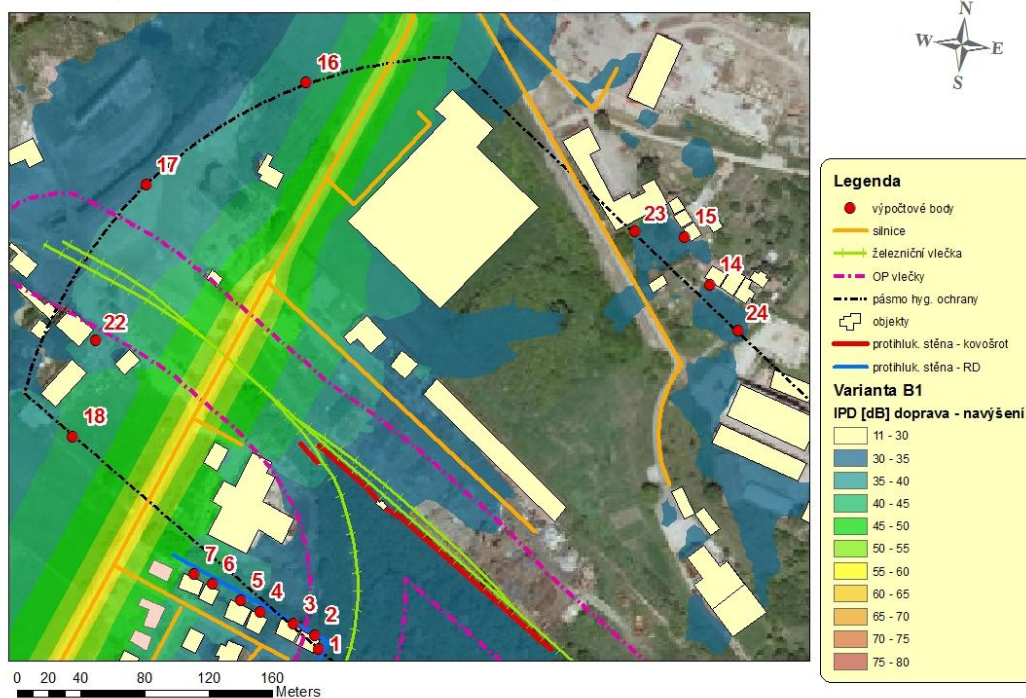 N
W
E
S
16
17
23
15
14
24
22
18
7
6
5
4
3
2
1
0 20 40 80 120 160
Meters
Legenda
výpočtové body
silnice
železniční vlečka
OP vlečky
pásmo hyg. ochrany
objekty
protihluk. stěna - kovošrot
protihluk. stěna - RD
Varianta B1
IPD [dB] doprava - navýšení
11 - 30
30 - 35
35 - 40
40 - 45
45 - 50
50 - 55
55 - 60
60 - 65
65 - 70
70 - 75
75 - 80